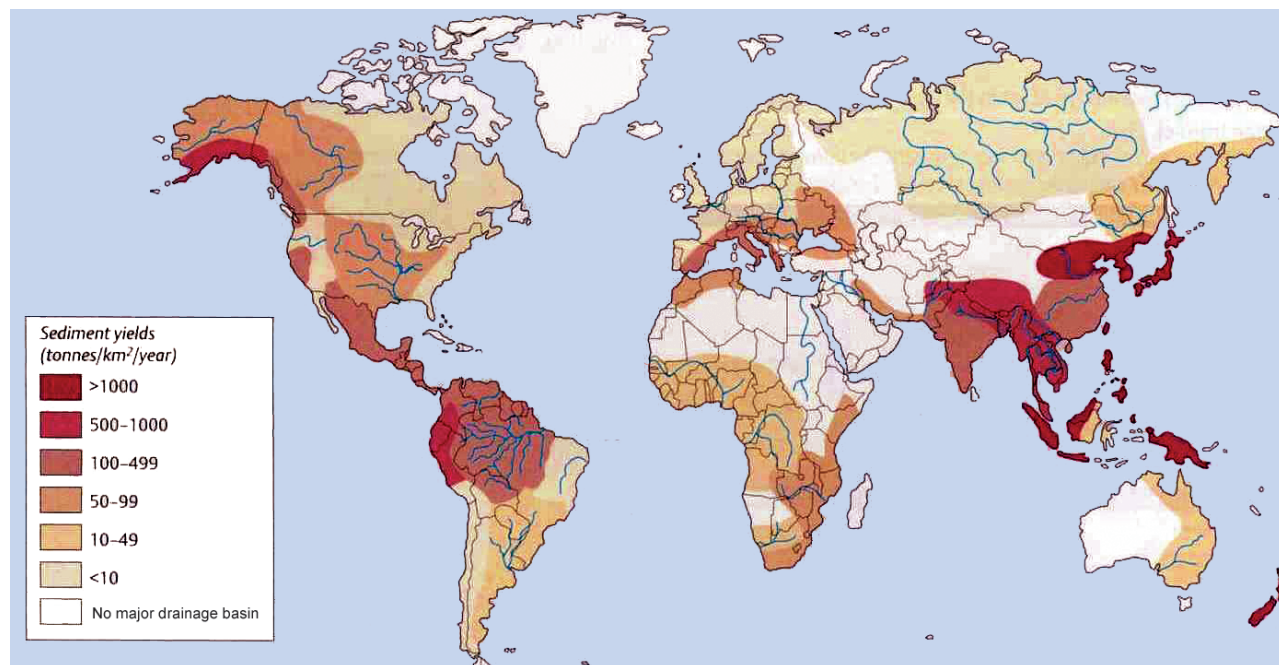 Sediment yields
(tonnes/km²/year)
>1000
500–1000
100–499
50–99
10–49
<10
No major drainage basin